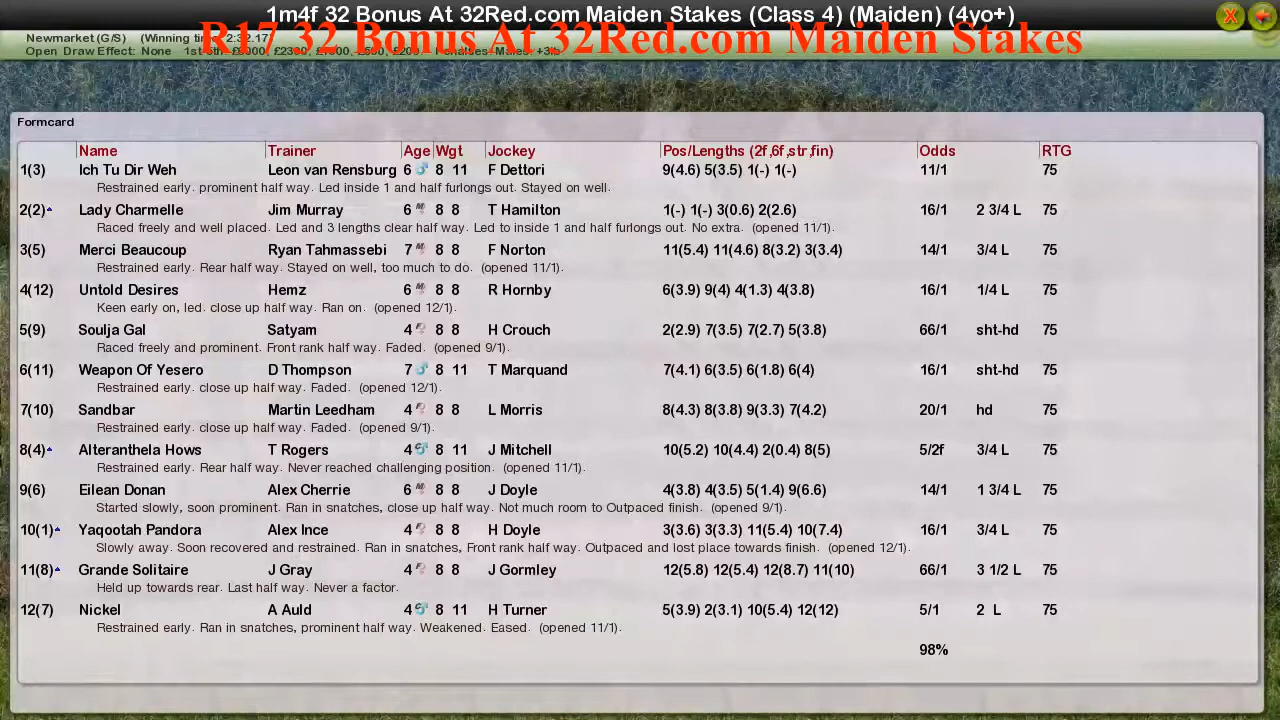 1m4f 32 Bonus At 32Red.com Maiden Stakes (Class 4) (Maiden) (4yo+)
R17 32 Bonus At 32Red.com Maiden Stakes
Newmarket (G/S) (Winning time - 2:32.17)
Open Draw Effect: None 1st-6th £2300, £200, Males +3lb
Formcard
Name Trainer Age Wgt Jockey Pos/Lengths (2f,6f,str,fin) Odds RTG
1(3) Ich Tu Dir Weh Leon van Rensburg 6 8 11 F Dettori 9(4.6) 5(3.5) 1(-) 1(-) 11/1 75
Restrained early. prominent half way. Led inside 1 and half furlongs out. Stayed on well.
2(2) Lady Charmelle Jim Murray 6 8 8 T Hamilton 1(-) 1(-) 3(0.6) 2(2.6) 16/1 2 3/4 L 75
Raced freely and well placed. Led and 3 lengths clear half way. Led to inside 1 and half furlongs out. No extra. (opened 11/1).
3(5) Merci Beaucoup Ryan Tahmassebi 7 8 8 F Norton 11(5.4) 11(4.6) 8(3.2) 3(3.4) 14/1 3/4 L 75
Restrained early. Rear half way. Stayed on well, too much to do. (opened 11/1).
4(12) Untold Desires Hemz 6 8 8 R Hornby 6(3.9) 9(4) 4(1.3) 4(3.8) 16/1 1/4 L 75
Keen early on, led. close up half way. Ran on. (opened 12/1).
5(9) Soulja Gal Satyam 4 8 8 H Crouch 2(2.9) 7(3.5) 7(2.7) 5(3.8) 66/1 sht-hd 75
Raced freely and prominent. Front rank half way. Faded. (opened 9/1).
6(11) Weapon Of Yesero D Thompson 7 8 11 T Marquand 7(4.1) 6(3.5) 6(1.8) 6(4) 16/1 sht-hd 75
Restrained early. close up half way. Faded. (opened 12/1).
7(10) Sandbar Martin Leedham 4 8 8 L Morris 8(4.3) 8(3.8) 9(3.3) 7(4.2) 20/1 hd 75
Restrained early. close up half way. Faded. (opened 9/1).
8(4) Alteranthela Hows T Rogers 4 8 11 J Mitchell 10(5.2) 10(4.4) 2(0.4) 8(5) 5/2f 3/4 L 75
Restrained early. Rear half way. Never reached challenging position. (opened 11/1).
9(6) Eilean Donan Alex Cherrie 6 8 8 J Doyle 4(3.8) 4(3.5) 5(1.4) 9(6.6) 14/1 1 3/4 L 75
Started slowly, soon prominent. Ran in snatches, close up half way. Not much room to Outpaced finish. (opened 9/1).
10(1) Yaqootah Pandora Alex Ince 4 8 8 H Doyle 3(3.6) 3(3.3) 11(5.4) 10(7.4) 16/1 3/4 L 75
Slowly away. Soon recovered and restrained. Ran in snatches, Front rank half way. Outpaced and lost place towards finish. (opened 12/1).
11(8) Grande Solitaire J Gray 4 8 8 J Gormley 12(5.8) 12(5.4) 12(8.7) 11(10) 66/1 3 1/2 L 75
Held up towards rear. Last half way. Never a factor.
12(7) Nickel A Auld 4 8 11 H Turner 5(3.9) 2(3.1) 10(5.4) 12(12) 5/1 2 L 75
Restrained early. Ran in snatches, prominent half way. Weakened. Eased. (opened 11/1).
98%